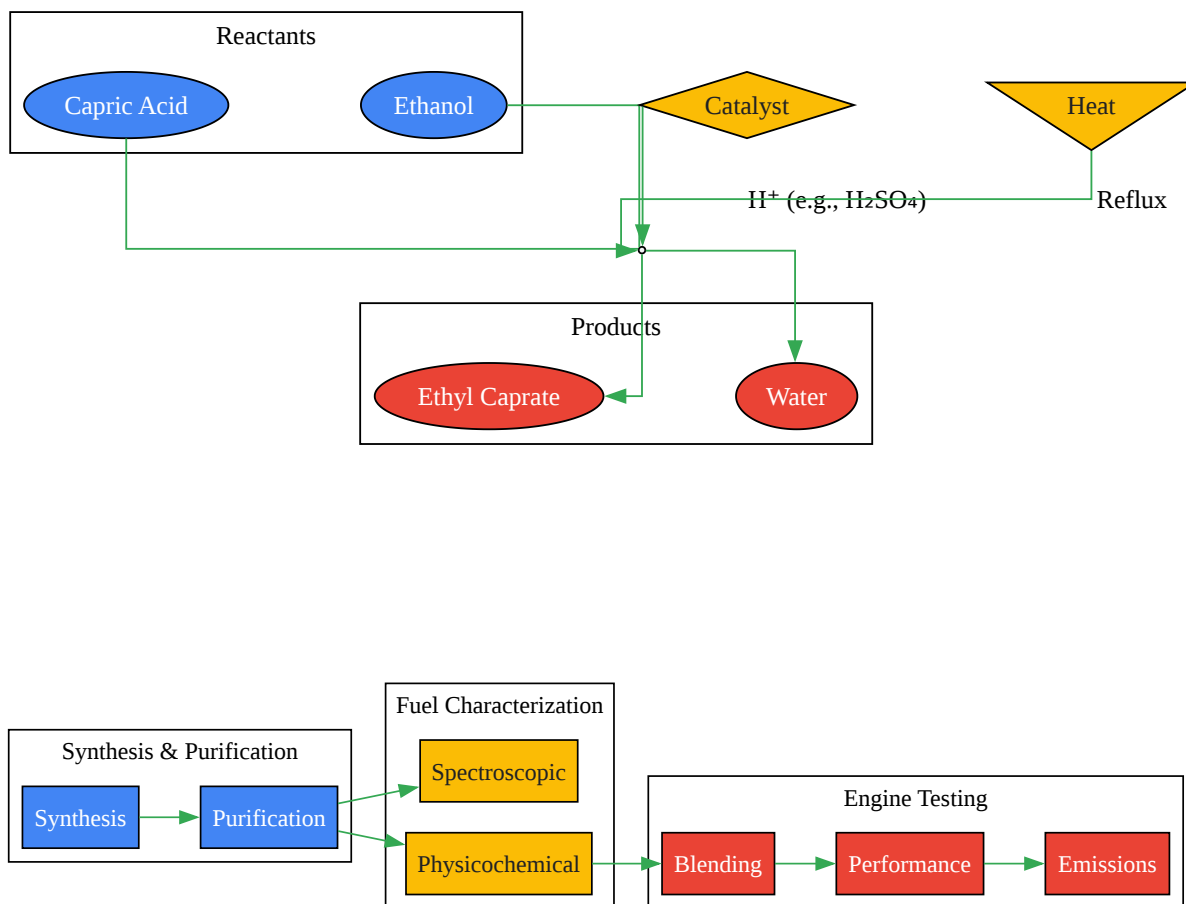 Reactants
Capric Acid
Ethanol
Catalyst
Heat
H⁺ (e.g., H₂SO₄)
Reflux
Products
Ethyl Caprate
Water
Fuel Characterization
Synthesis & Purification
Spectroscopic
Engine Testing
Synthesis
Purification
Physicochemical
Blending
Performance
Emissions